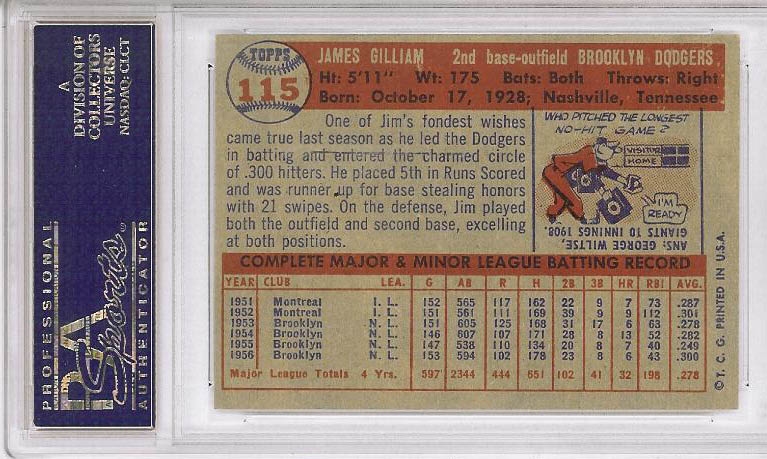 A
DIVISION OF
COLLECTORS
UNIVERSE
NASDAQ: CLCT
PROFESSIONAL
PSA
Sports
AUTHENTICATOR
TOPPS
115
JAMES GILLIAM 2nd base-outfield BROOKLYN DODGERS
Ht: 5'11" Wt: 175 Bats: Both Throws: Right
Born: October 17, 1928; Nashville, Tennessee
One of Jim's fondest wishes
came true last season as he led the Dodgers
in batting and entered the charmed circle
of .300 hitters. He placed 5th in Runs Scored
and was runner up for base stealing honors
with 21 swipes. On the defense, Jim played
both the outfield and second base, excelling
at both positions.
WHO PITCHED THE LONGEST
NO-HIT GAME?
VISITOR
HOME
I'M
READY
ANS: GEORGE WILTSE,
GIANTS 10 INNINGS 1908.
COMPLETE MAJOR & MINOR LEAGUE BATTING RECORD
YEAR CLUB LEA. G AB R H 2B 3B HR RBI AVG.
1951 Montreal I. L. 152 565 117 162 22 9 7 73 .287
1952 Montreal I. L. 151 561 111 169 39 9 9 112 .301
1953 Brooklyn N. L. 151 605 125 168 31 17 6 63 .278
1954 Brooklyn N. L. 146 607 107 171 28 8 13 52 .282
1955 Brooklyn N. L. 147 538 110 134 20 8 7 40 .249
1956 Brooklyn N. L. 153 594 102 178 23 8 6 43 .300
Major League Totals 4 Yrs. 597 2344 444 651 102 41 32 198 .278
© T. C. G. PRINTED IN U.S.A.